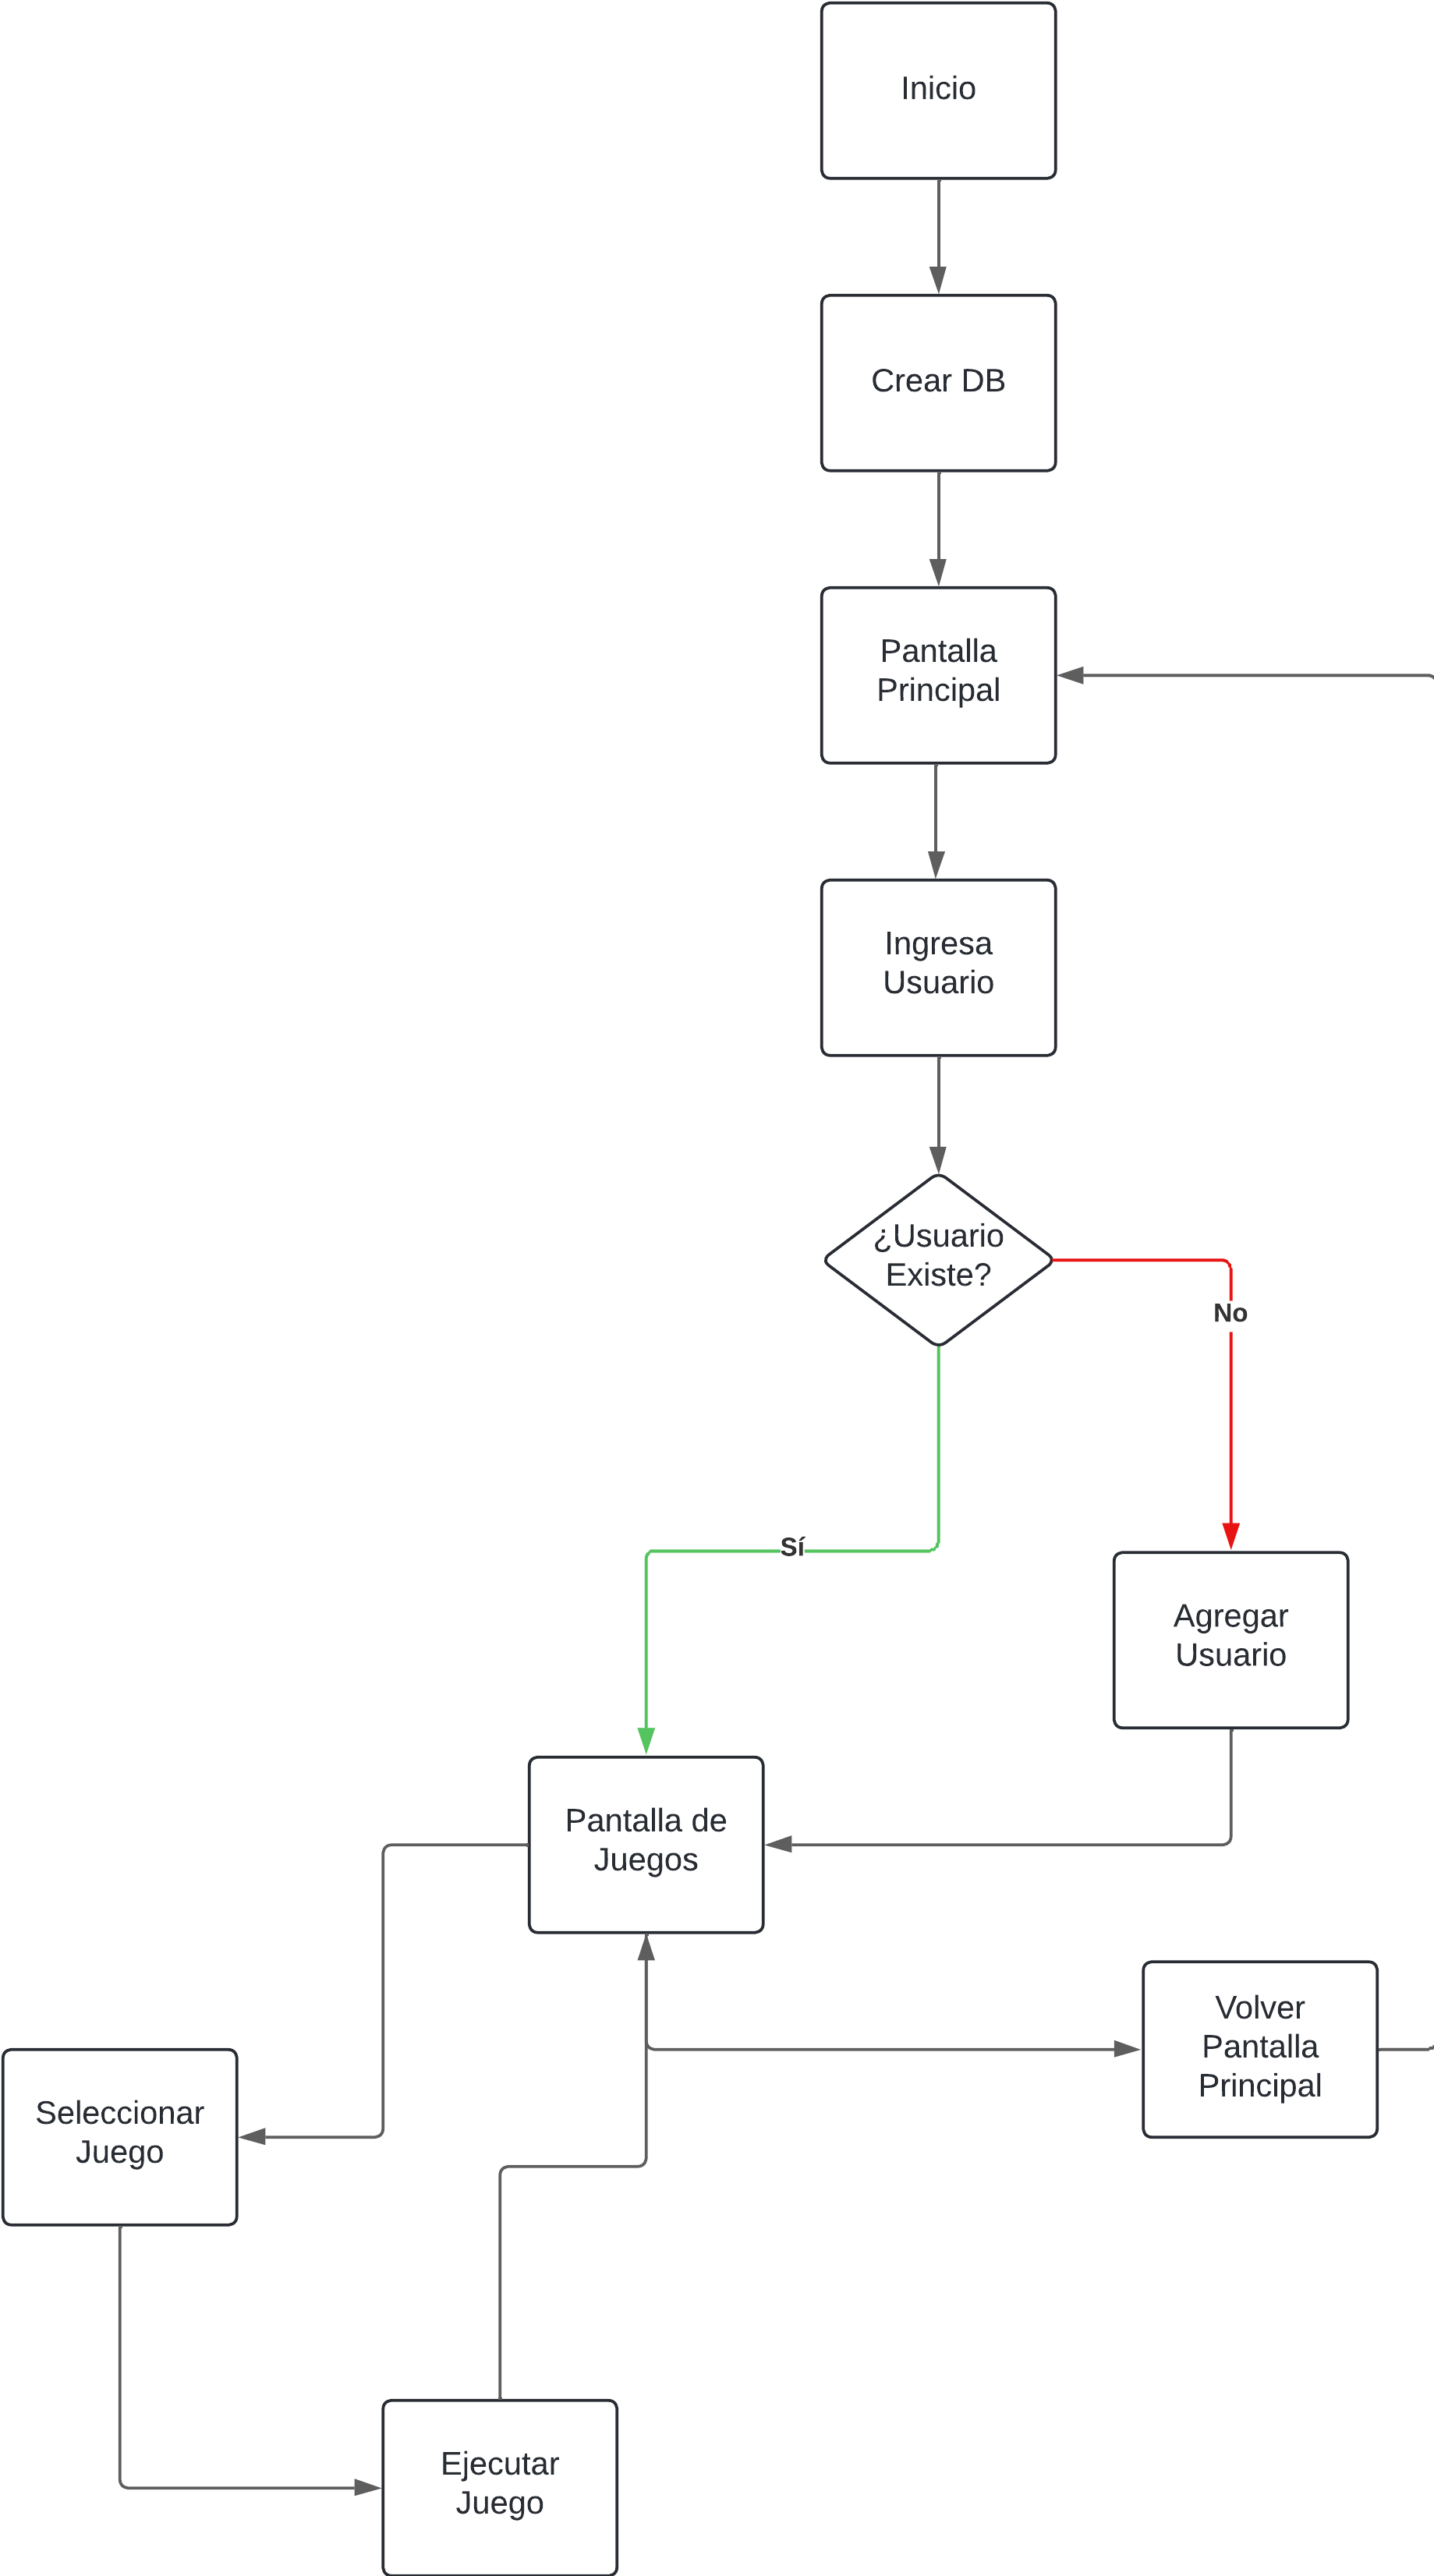 Inicio
Crear DB
Pantalla
Principal
Ingresa
Usuario
¿Usuario
Existe?
No
Sí
Agregar
Usuario
Pantalla de
Juegos
Volver
Pantalla
Principal
Seleccionar
Juego
Ejecutar
Juego